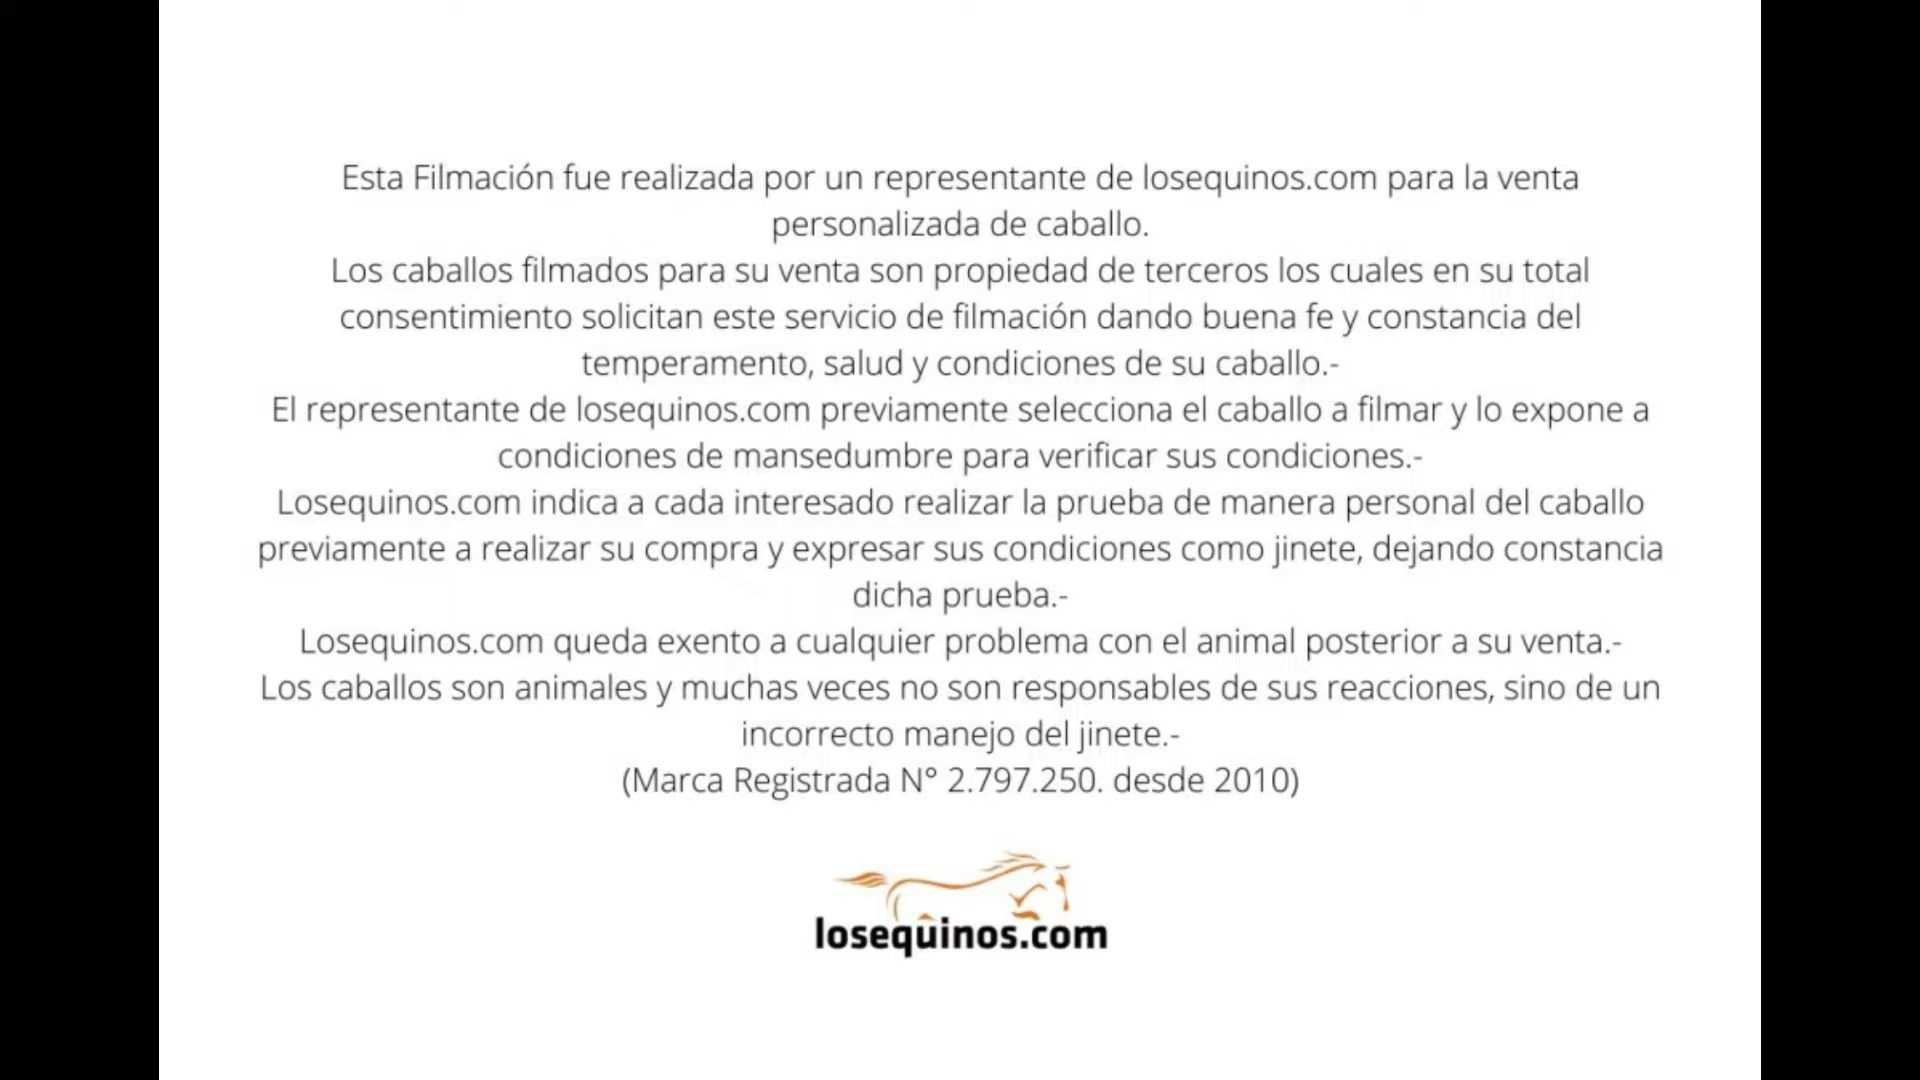 Esta Filmación fue realizada por un representante de losequinos.com para la venta
personalizada de caballo.
Los caballos filmados para su venta son propiedad de terceros los cuales en su total
consentimiento solicitan este servicio de filmación dando buena fe y constancia del
temperamento, salud y condiciones de su caballo.-
El representante de losequinos.com previamente selecciona el caballo a filmar y lo expone a
condiciones de mansedumbre para verificar sus condiciones.-
Losequinos.com indica a cada interesado realizar la prueba de manera personal del caballo
previamente a realizar su compra y expresar sus condiciones como jinete, dejando constancia
dicha prueba.-
Losequinos.com queda exento a cualquier problema con el animal posterior a su venta.-
Los caballos son animales y muchas veces no son responsables de sus reacciones, sino de un
incorrecto manejo del jinete.-
(Marca Registrada N° 2.797.250. desde 2010)
losequinos.com